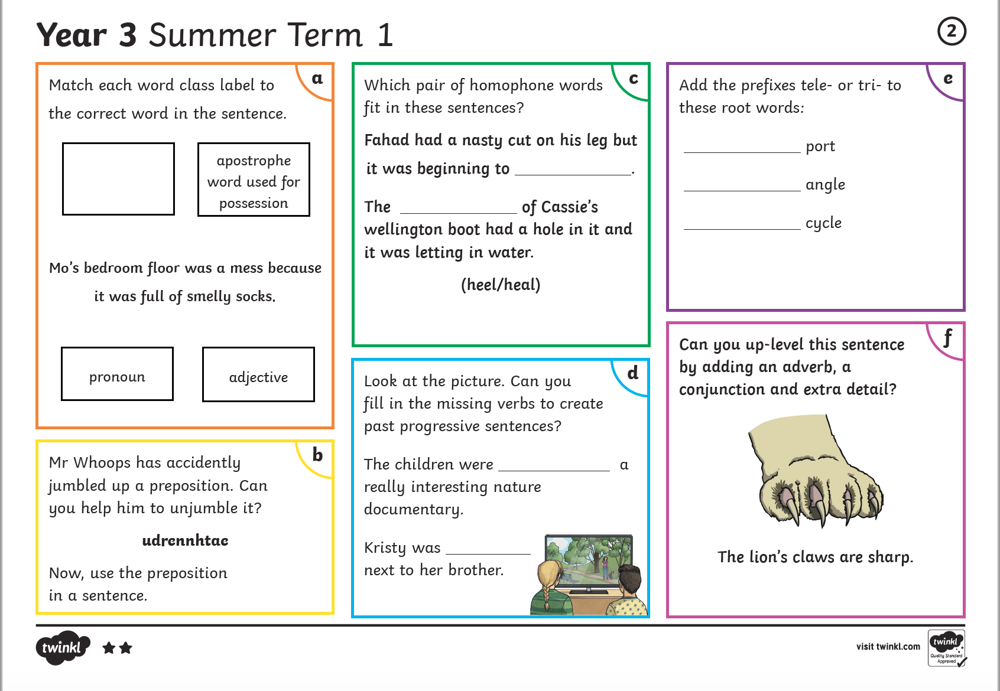 Year 3 Summer Term 1
2
a
Match each word class label to
the correct word in the sentence.
apostrophe
word used for
possession
Mo’s bedroom floor was a mess because
it was full of smelly socks.
pronoun
adjective
b
Mr Whoops has accidently
jumbled up a preposition. Can
you help him to unjumble it?
udrennhtae
Now, use the preposition
in a sentence.
c
Which pair of homophone words
fit in these sentences?
Fahad had a nasty cut on his leg but
it was beginning to ______________.
The ______________ of Cassie’s
wellington boot had a hole in it and
it was letting in water.
(heel/heal)
d
Look at the picture. Can you
fill in the missing verbs to create
past progressive sentences?
The children were ______________ a
really interesting nature
documentary.
Kristy was ___________
next to her brother.
e
Add the prefixes tele- or tri- to
these root words:
______________ port
______________ angle
______________ cycle
f
Can you up-level this sentence
by adding an adverb, a
conjunction and extra detail?
The lion’s claws are sharp.
twinkl
visit twinkl.com
twinkl
Quality Standard
Approved